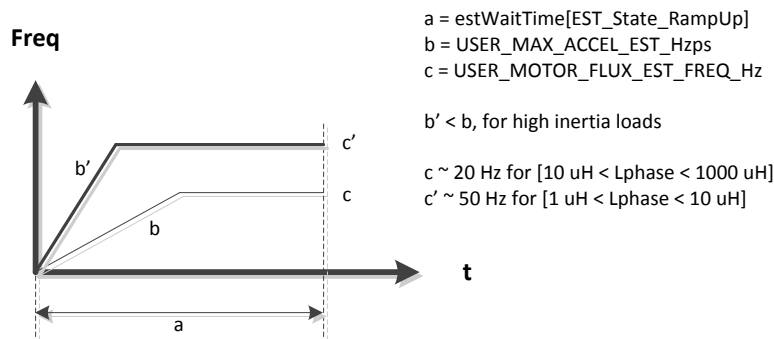 a = estWaitTime[EST_State_RampUp]
b = USER_MAX_ACCEL_EST_Hzps
c = USER_MOTOR_FLUX_EST_FREQ_Hz
b' < b, for high inertia loads
c ~ 20 Hz for [10 uH < Lphase < 1000 uH]
c' ~ 50 Hz for [1 uH < Lphase < 10 uH]
Freq
c'
b'
c
b
t
a